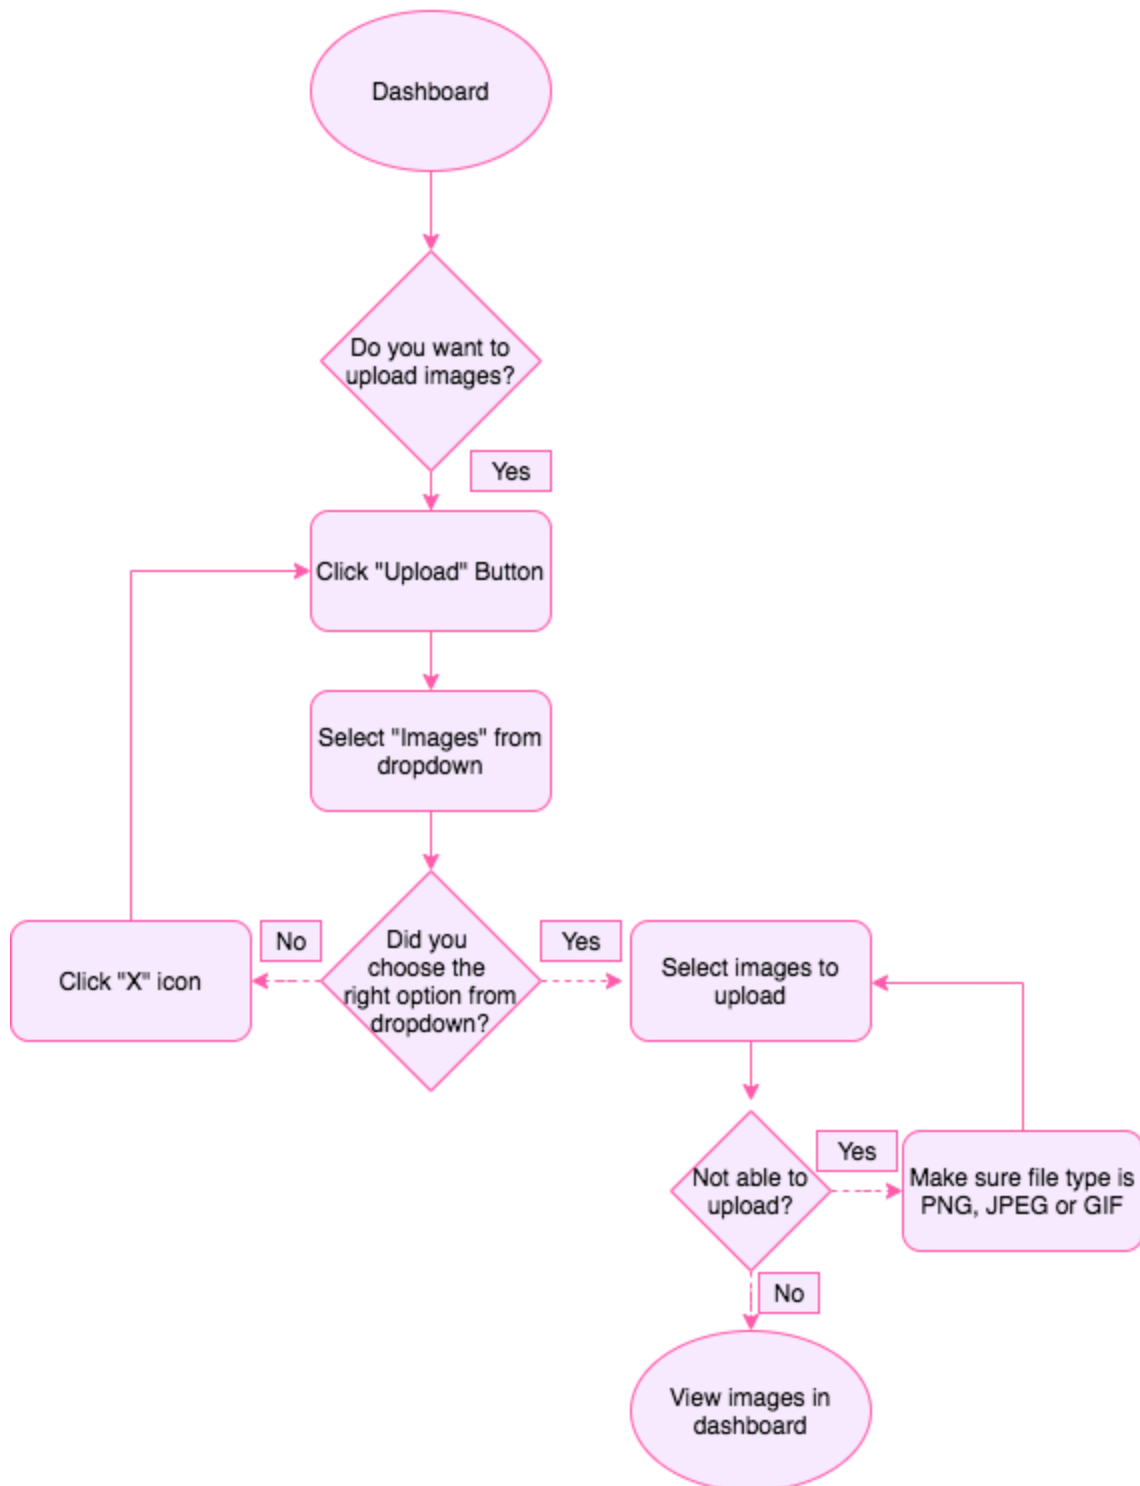 Dashboard
Do you want to
upload images?
Yes
Click "Upload" Button
Select "Images" from
dropdown
No
Yes
Click "X" icon
Did you
choose the
right option from
dropdown?
Select images to
upload
Yes
Not able to
upload?
Make sure file type is
PNG, JPEG or GIF
No
View images in
dashboard